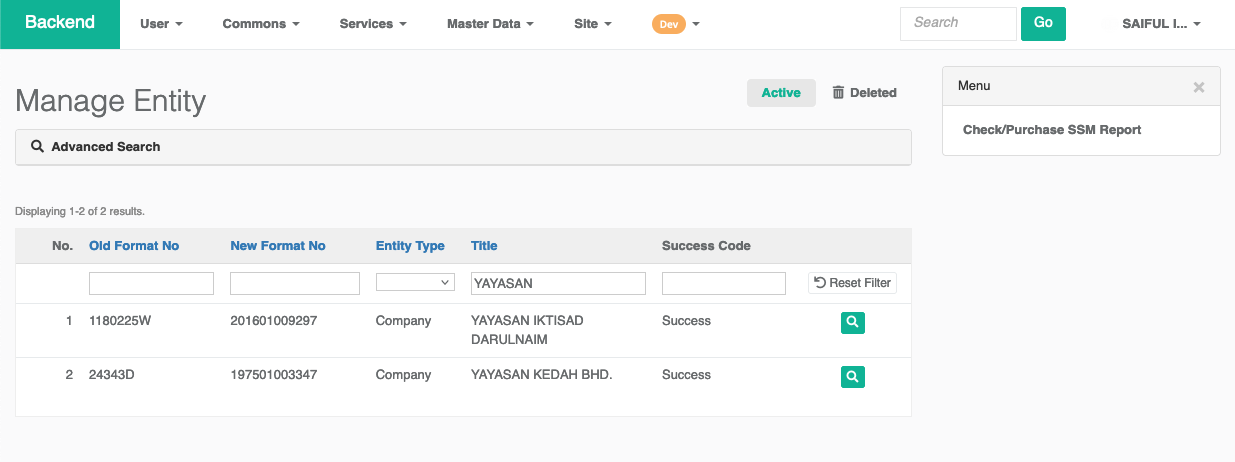 Backend User Commons Services Master Data Site Dev Search Go SAIFUL I...
Manage Entity
Active Deleted
Menu
Check/Purchase SSM Report
Advanced Search
Displaying 1-2 of 2 results.
No. Old Format No New Format No Entity Type Title Success Code
YAYASAN Reset Filter
1 1180225W 201601009297 Company YAYASAN IKTISAD Success
DARULNAIM
2 24343D 197501003347 Company YAYASAN KEDAH BHD. Success